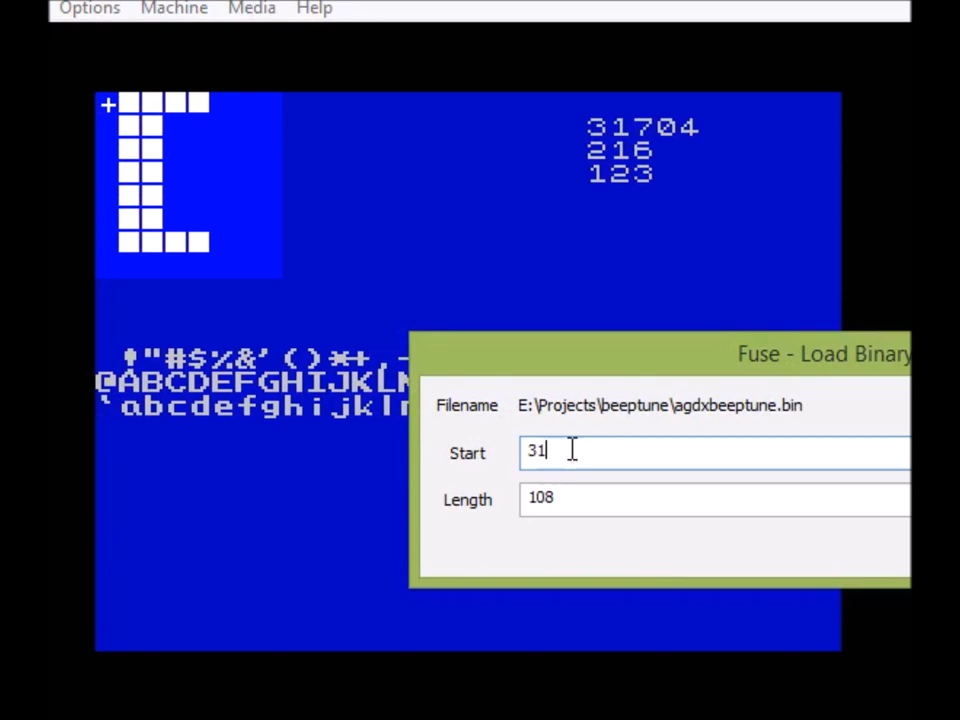 Options Machine Media Help
+
31704
216
123
!"#$%&'()*+,-
@ABCDEFGHIJKL
`abcdefghijkl
Fuse - Load Binary
Filename E:\Projects\beeptune\agdxbeeptune.bin
Start 31
Length 108